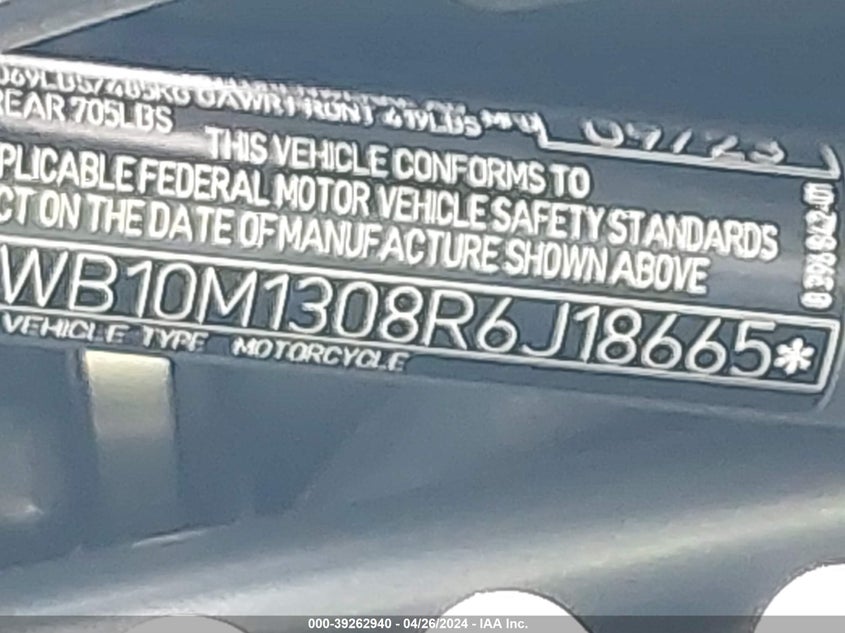 REAR 705LBS
THIS VEHICLE CONFORMS TO
PLICABLE FEDERAL MOTOR VEHICLE SAFETY STANDARDS
CT ON THE DATE OF MANUFACTURE SHOWN ABOVE
WB10M1308R6J18665*
VEHICLE TYPE MOTORCYCLE
000-39262940 - 04/26/2024 - IAA Inc.